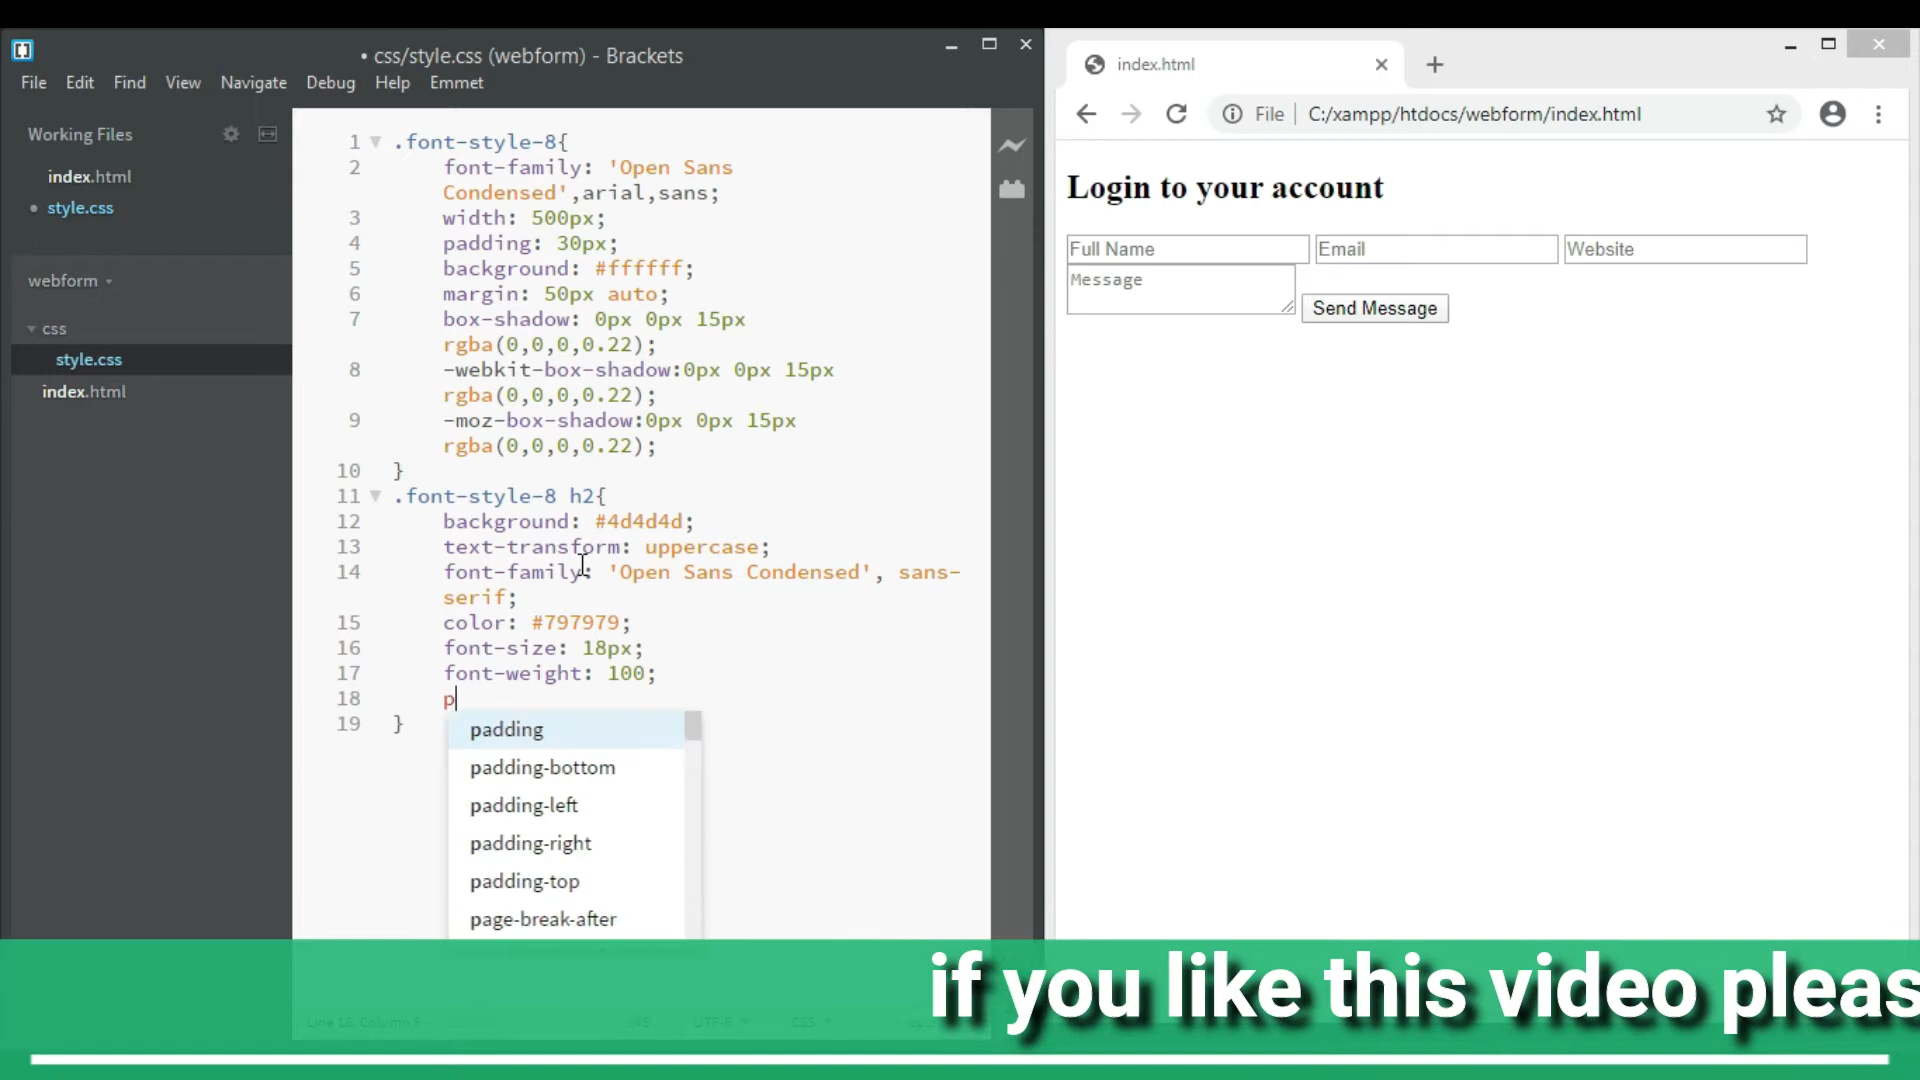 • css/style.css (webform) - Brackets
File Edit Find View Navigate Debug Help Emmet
Working Files
index.html
• style.css
webform
css
style.css
index.html
1 .font-style-8{
2 font-family: 'Open Sans
Condensed',arial,sans;
3 width: 500px;
4 padding: 30px;
5 background: #ffffff;
6 margin: 50px auto;
7 box-shadow: 0px 0px 15px
rgba(0,0,0,0.22);
8 -webkit-box-shadow:0px 0px 15px
rgba(0,0,0,0.22);
9 -moz-box-shadow:0px 0px 15px
rgba(0,0,0,0.22);
10 }
11 .font-style-8 h2{
12 background: #4d4d4d;
13 text-transform: uppercase;
14 font-family: 'Open Sans Condensed', sans-
serif;
15 color: #797979;
16 font-size: 18px;
17 font-weight: 100;
18 p
19 }
padding
padding-bottom
padding-left
padding-right
padding-top
page-break-after
index.html
File C:/xampp/htdocs/webform/index.html
Login to your account
Full Name Email Website
Message
Send Message
if you like this video pleas
UTF-8 CSS